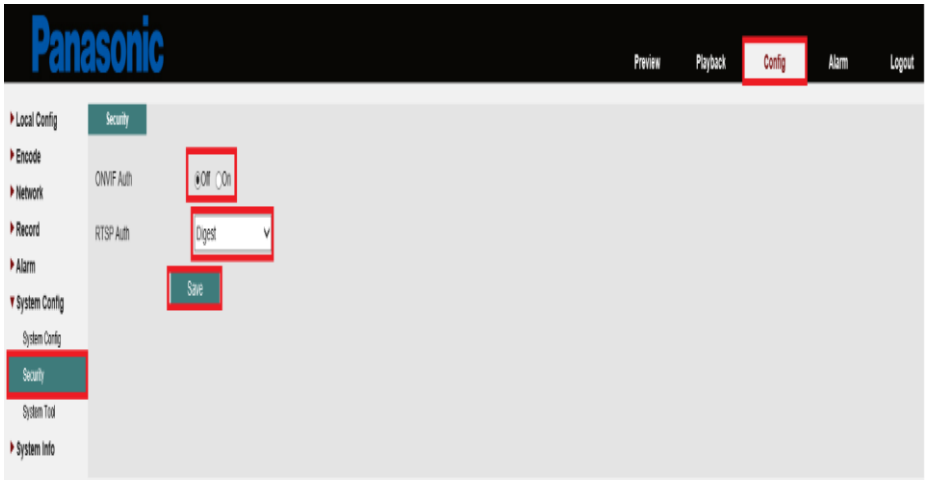 Panasonic
Preview Playback Config Alarm Logout
Local Config
Security
Encode
ONVIF Auth Off On
Network
Record
RTSP Auth Digest
Alarm
Save
System Config
System Config
Security
System Tool
System Info